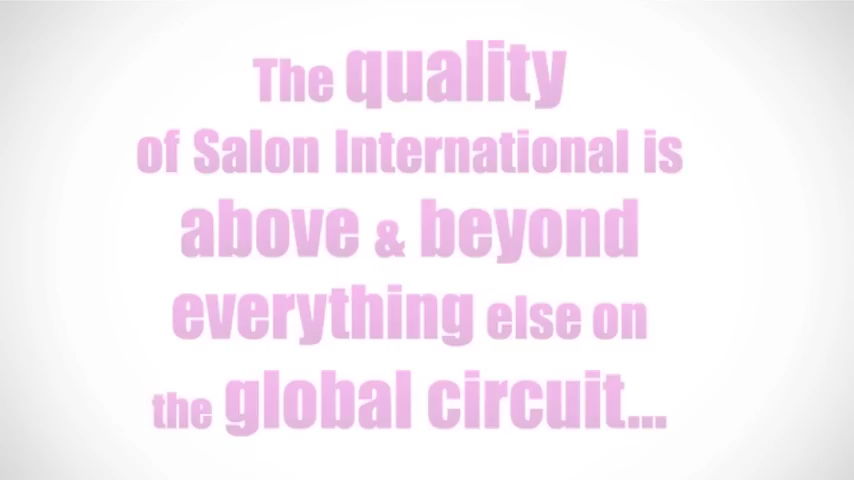 The quality
of Salon International is
above & beyond
everything else on
the global circuit...